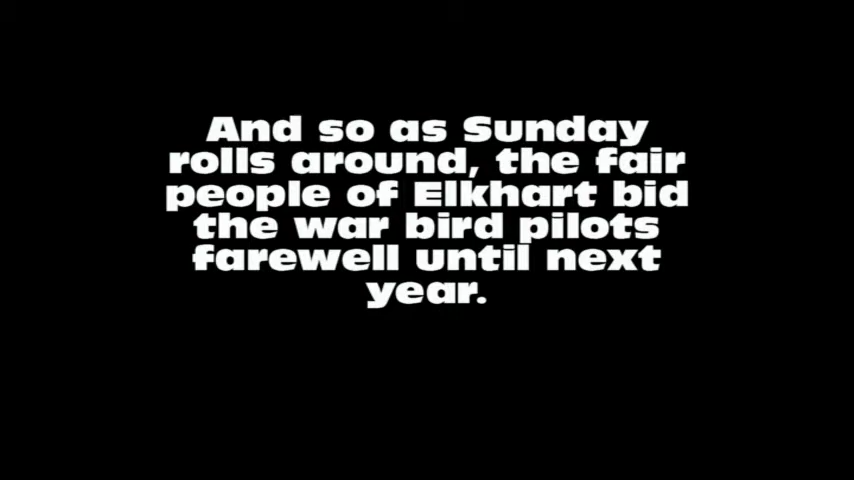 And so as Sunday
rolls around, the fair
people of Elkhart bid
the war bird pilots
farewell until next
year.